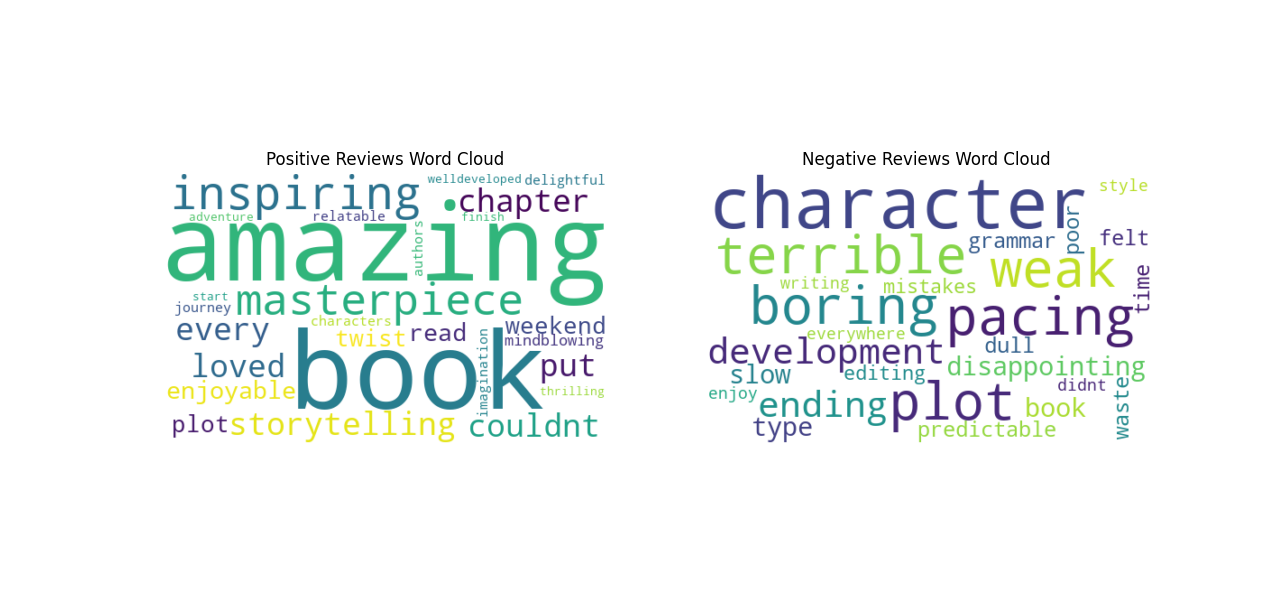 Positive Reviews Word Cloud
inspiring
welldeveloped
delightful
chapter
adventure
relatable
finish
amazing
authors
start
journey
masterpiece
every
characters
twist
read
weekend
mindblowing
loved
book
imagination
put
enjoyable
thrilling
plot
storytelling
couldnt
Negative Reviews Word Cloud
character
style
terrible
grammar
poor
felt
weak
writing
mistakes
time
boring
pacing
everywhere
development
dull
disappointing
slow
editing
didnt
enjoy
ending
plot
book
waste
type
predictable